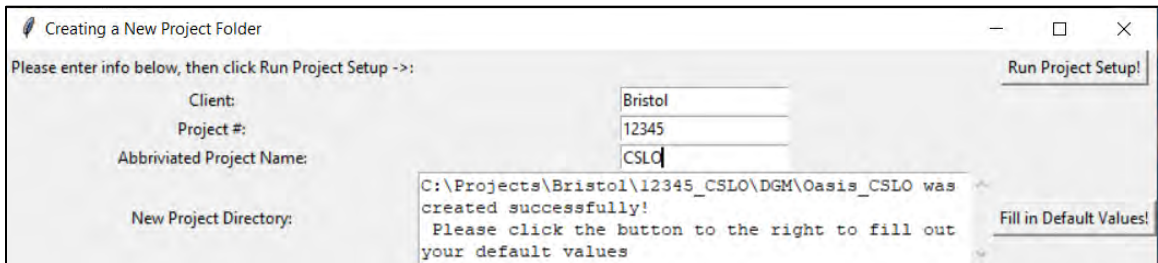 Creating a New Project Folder
Please enter info below, then click Run Project Setup ->: Run Project Setup!
Client: Bristol
Project #: 12345
Abbriviated Project Name: CSLO
New Project Directory:
C:\Projects\Bristol\12345_CSLO\DGM\Oasis_CSLO was
created successfully!
Please click the button to the right to fill out
your default values
Fill in Default Values!